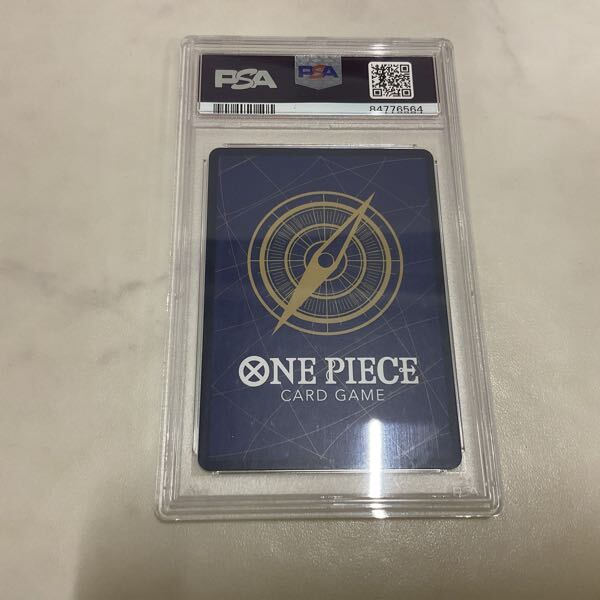 PSA
PSA
84776564
ONE PIECE
CARD GAME